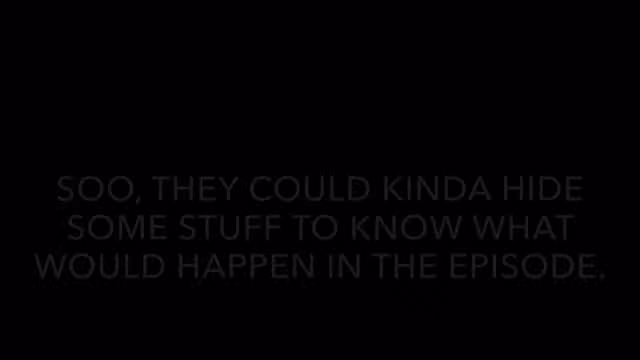 SOO, THEY COULD KINDA HIDE
SOME STUFF TO KNOW WHAT
WOULD HAPPEN IN THE EPISODE.